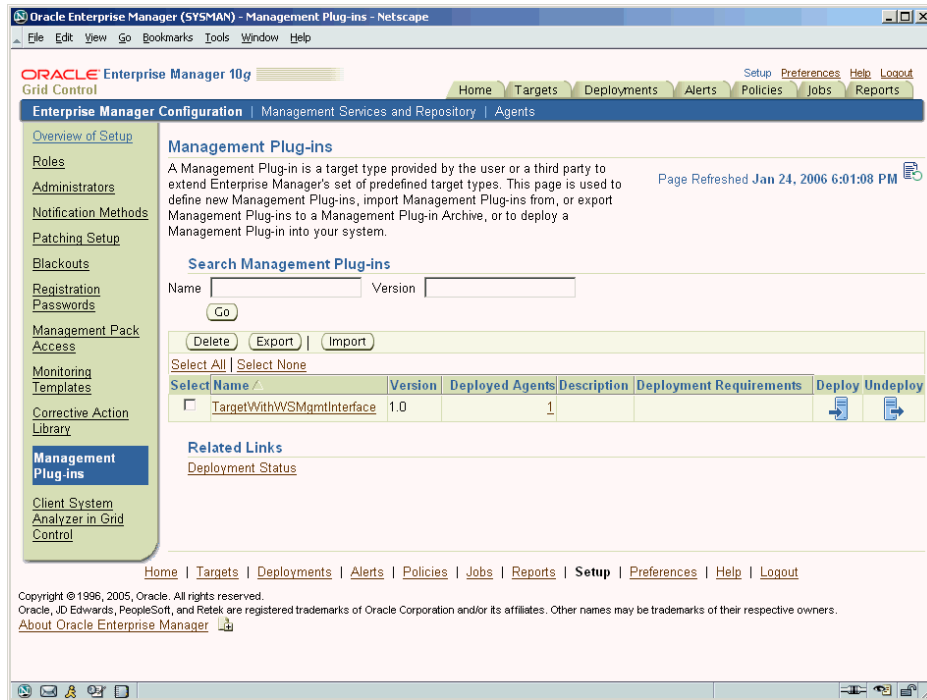 Oracle Enterprise Manager (SYSMAN) - Management Plug-ins - Netscape
File Edit View Go Bookmarks Tools Window Help
ORACLE Enterprise Manager 10g
Grid Control
Setup Preferences Help Logout
Home Targets Deployments Alerts Policies Jobs Reports
Enterprise Manager Configuration | Management Services and Repository | Agents
Overview of Setup
Roles
Administrators
Notification Methods
Patching Setup
Blackouts
Registration
Passwords
Management Pack
Access
Monitoring
Templates
Corrective Action
Library
Management
Plug-ins
Client System
Analyzer in Grid
Control
Management Plug-ins
A Management Plug-in is a target type provided by the user or a third party to
extend Enterprise Manager's set of predefined target types. This page is used to
define new Management Plug-ins, import Management Plug-ins from, or export
Management Plug-ins to a Management Plug-in Archive, or to deploy a
Management Plug-in into your system.
Page Refreshed Jan 24, 2006 6:01:08 PM
Search Management Plug-ins
Name Version
Go
Delete Export | Import
Select All | Select None
Select Name Version Deployed Agents Description Deployment Requirements Deploy Undeploy
TargetWithWSMgmtInterface 1.0 1
Related Links
Deployment Status
Home | Targets | Deployments | Alerts | Policies | Jobs | Reports | Setup | Preferences | Help | Logout
Copyright © 1996, 2005, Oracle. All rights reserved.
Oracle, JD Edwards, PeopleSoft, and Retek are registered trademarks of Oracle Corporation and/or its affiliates. Other names may be trademarks of their respective owners.
About Oracle Enterprise Manager